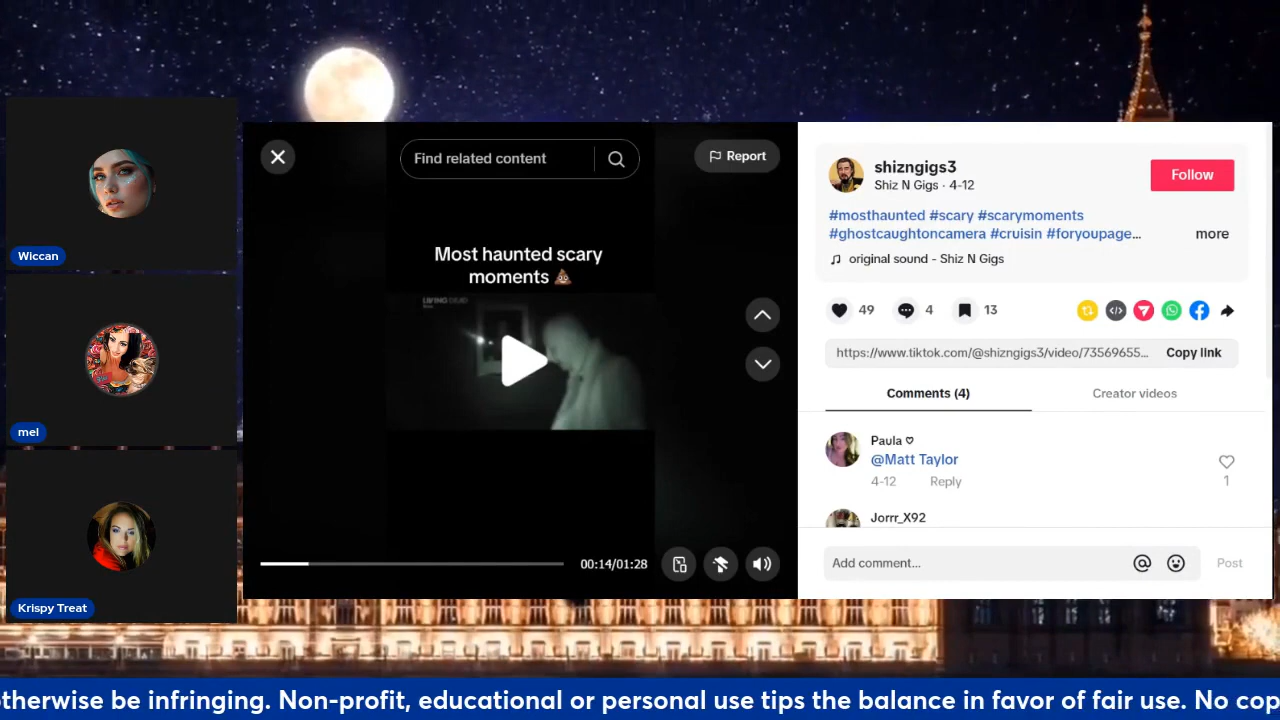 Wiccan
mel
Krispy Treat
Find related content
Report
Most haunted scary
moments 💩
LIVING DEAD
00:14/01:28
shizngigs3
Shiz N Gigs · 4-12
Follow
#mosthaunted #scary #scarymoments
#ghostcaughtoncamera #cruisin #foryoupage...
more
original sound - Shiz N Gigs
49
4
13
https://www.tiktok.com/@shizngigs3/video/73569655...
Copy link
Comments (4)
Creator videos
Paula ♡
@Matt Taylor
4-12
Reply
1
Jorrr_X92
Add comment...
Post
otherwise be infringing. Non-profit, educational or personal use tips the balance in favor of fair use. No cop